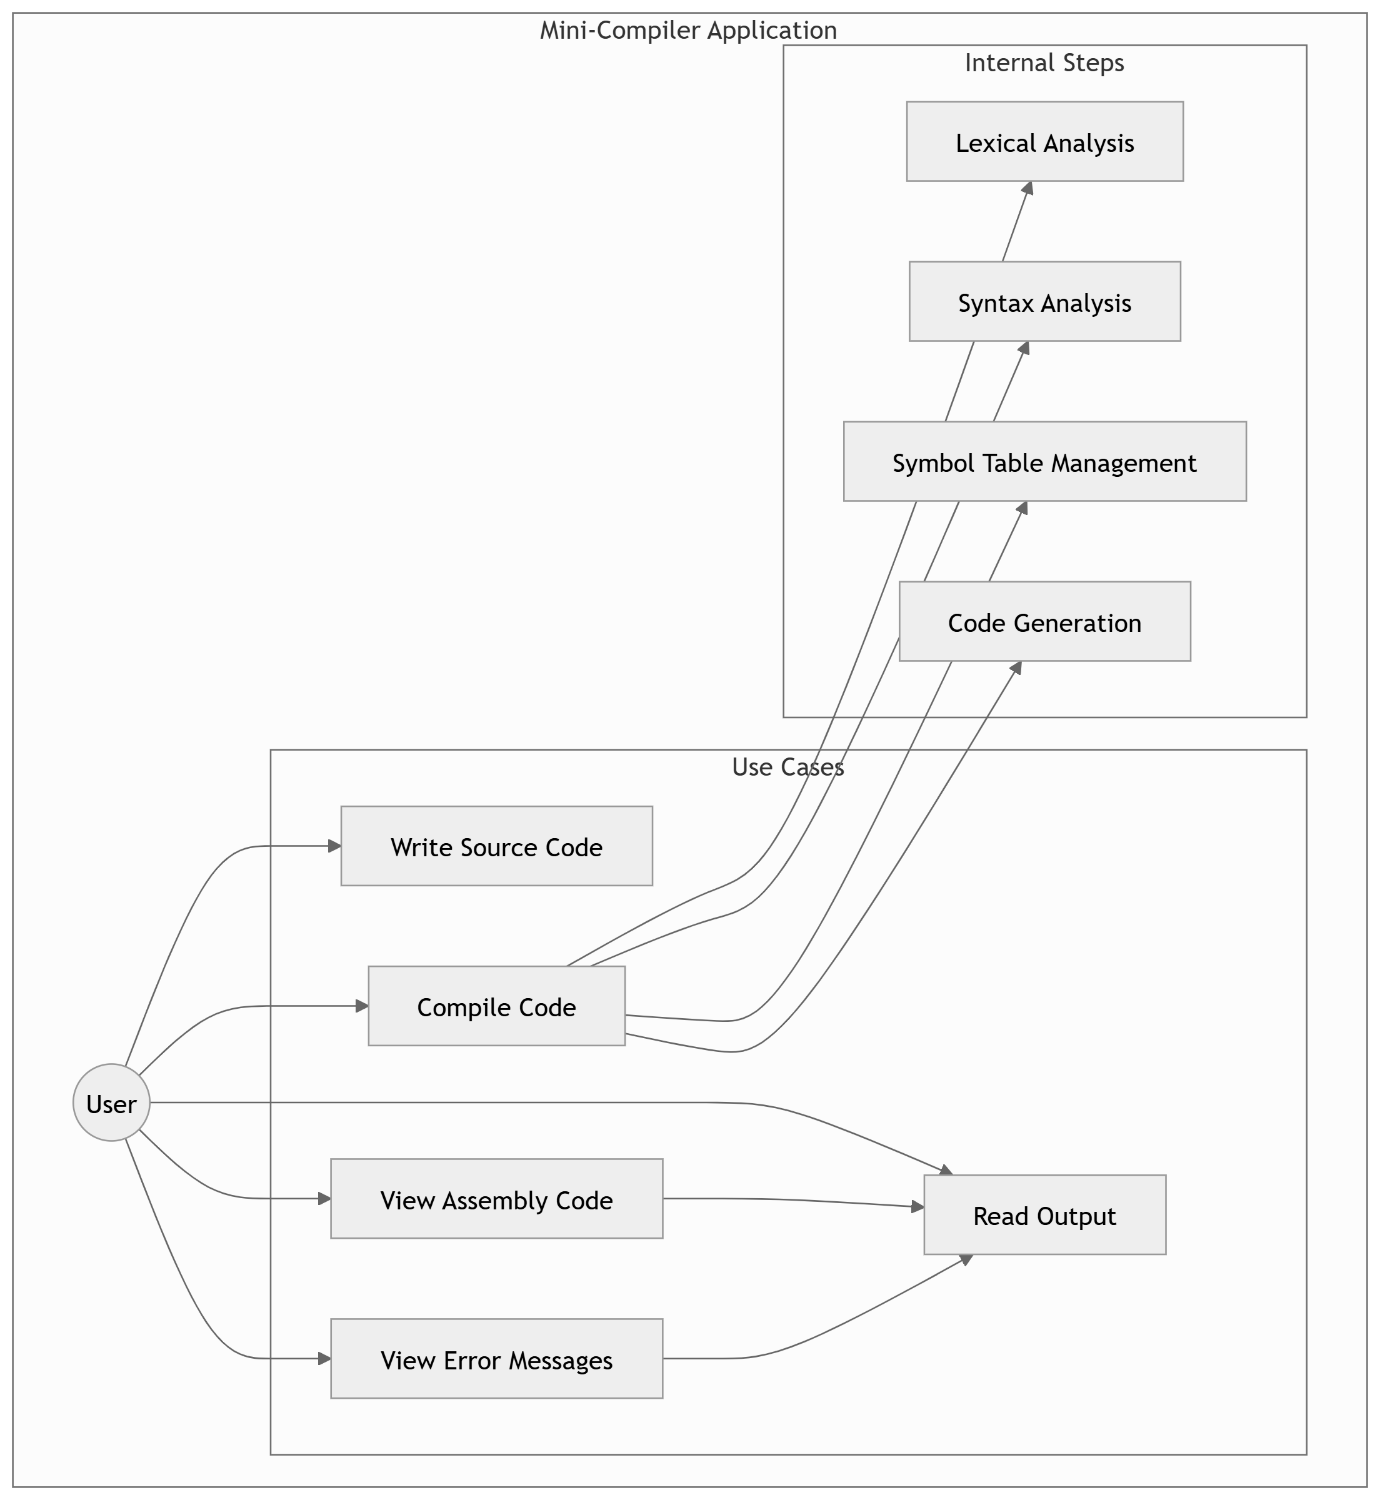 Mini-Compiler Application
Internal Steps
Lexical Analysis
Syntax Analysis
Symbol Table Management
Code Generation
Use Cases
Write Source Code
Compile Code
User
View Assembly Code
Read Output
View Error Messages